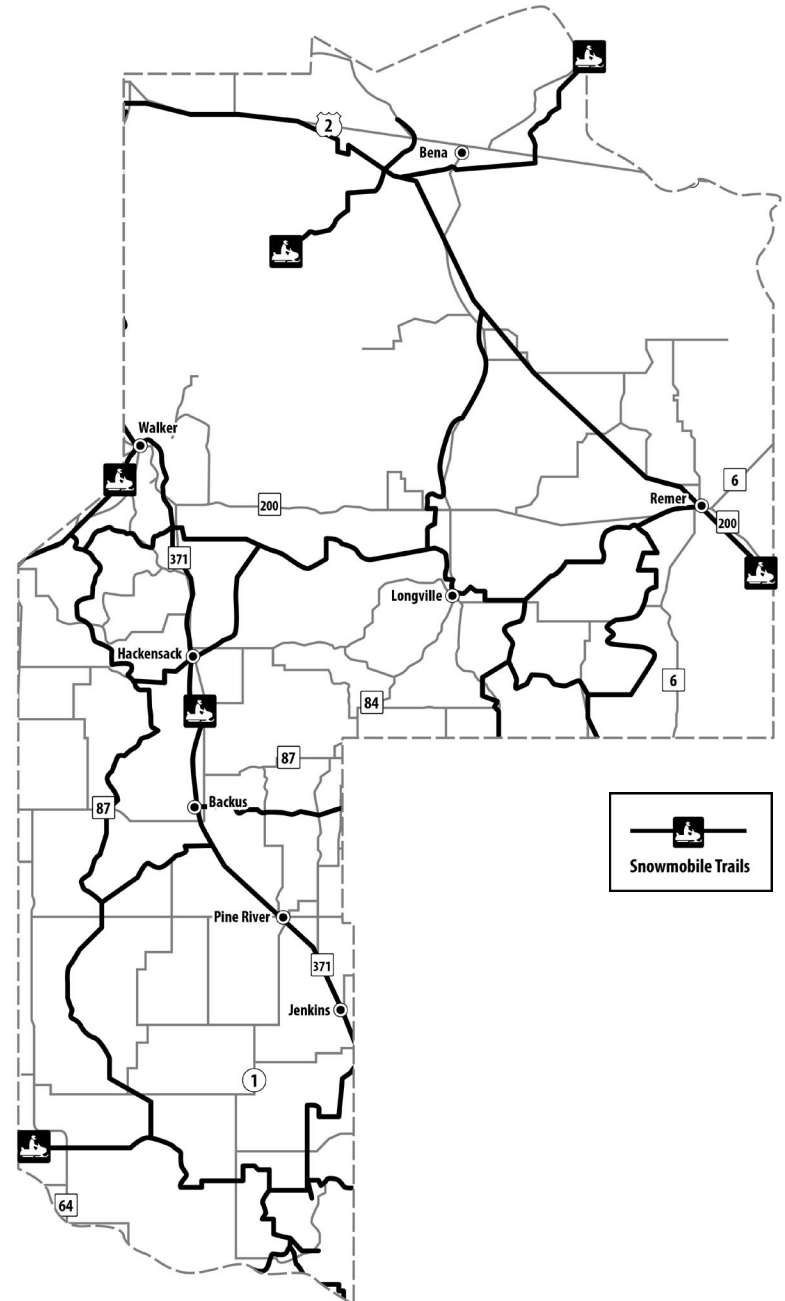 2
Bena
Walker
6
Remer
200
200
371
Longville
Hackensack
6
84
87
87
Backus
Snowmobile Trails
Pine River
371
Jenkins
1
64